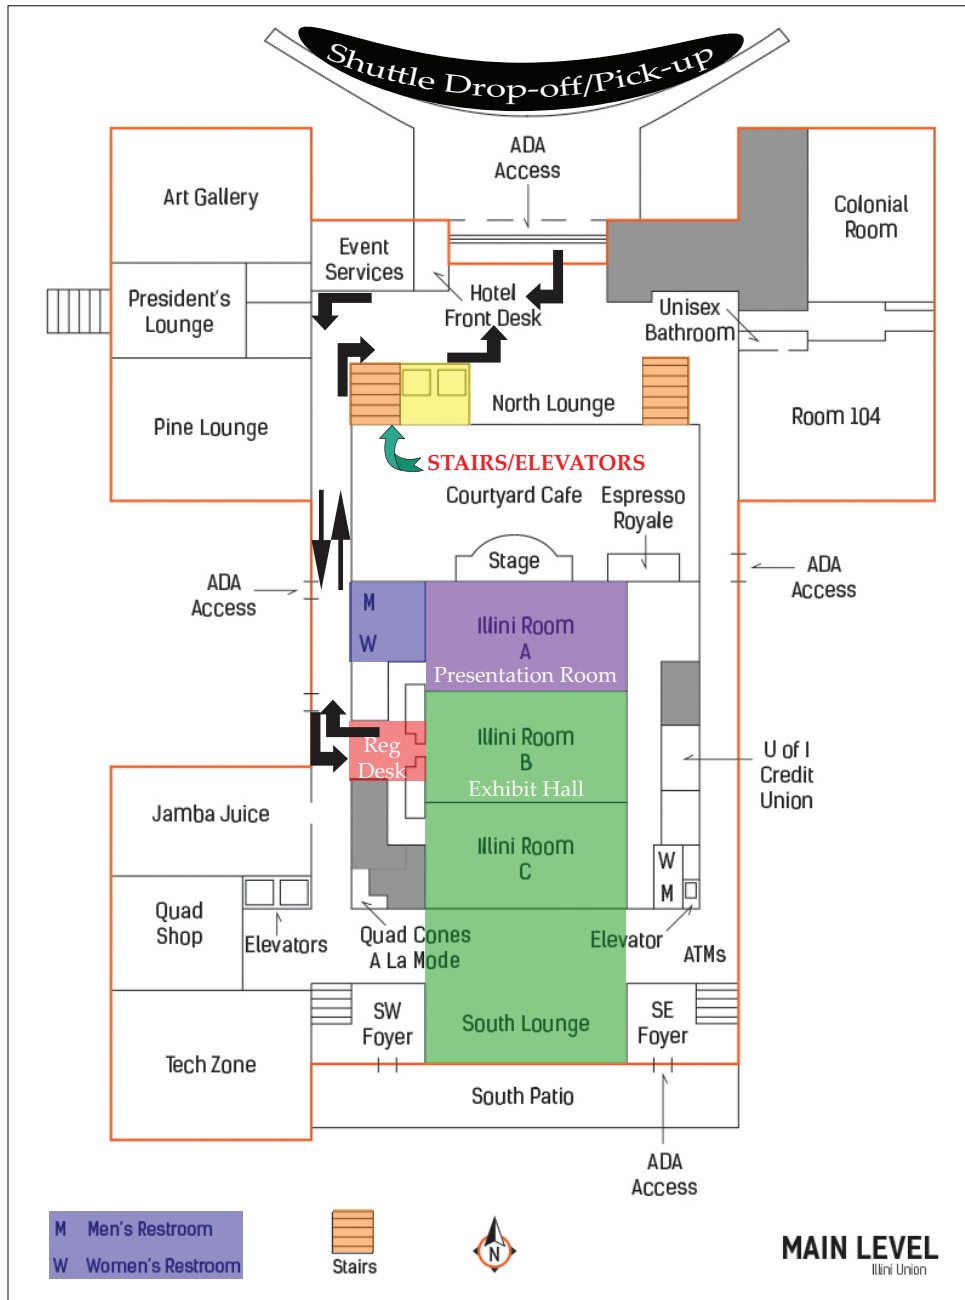 Shuttle Drop-off/Pick-up
ADA
Access
Art Gallery
Colonial
Room
Event
Services
President's
Lounge
Hotel
Front Desk
Unisex
Bathroom
Pine Lounge
North Lounge
Room 104
STAIRS/ELEVATORS
Courtyard Cafe
Espresso
Royale
Stage
ADA
Access
ADA
Access
M
W
Illini Room
A
Presentation Room
Reg
Desk
Illini Room
B
Exhibit Hall
U of I
Credit
Union
Jamba Juice
Illini Room
C
W
M
Quad
Shop
Elevators
Quad Cones
A La Mode
Elevator
ATMs
SW
Foyer
South Lounge
SE
Foyer
Tech Zone
South Patio
ADA
Access
M Men's Restroom
W Women's Restroom
Stairs
N
MAIN LEVEL
Illini Union